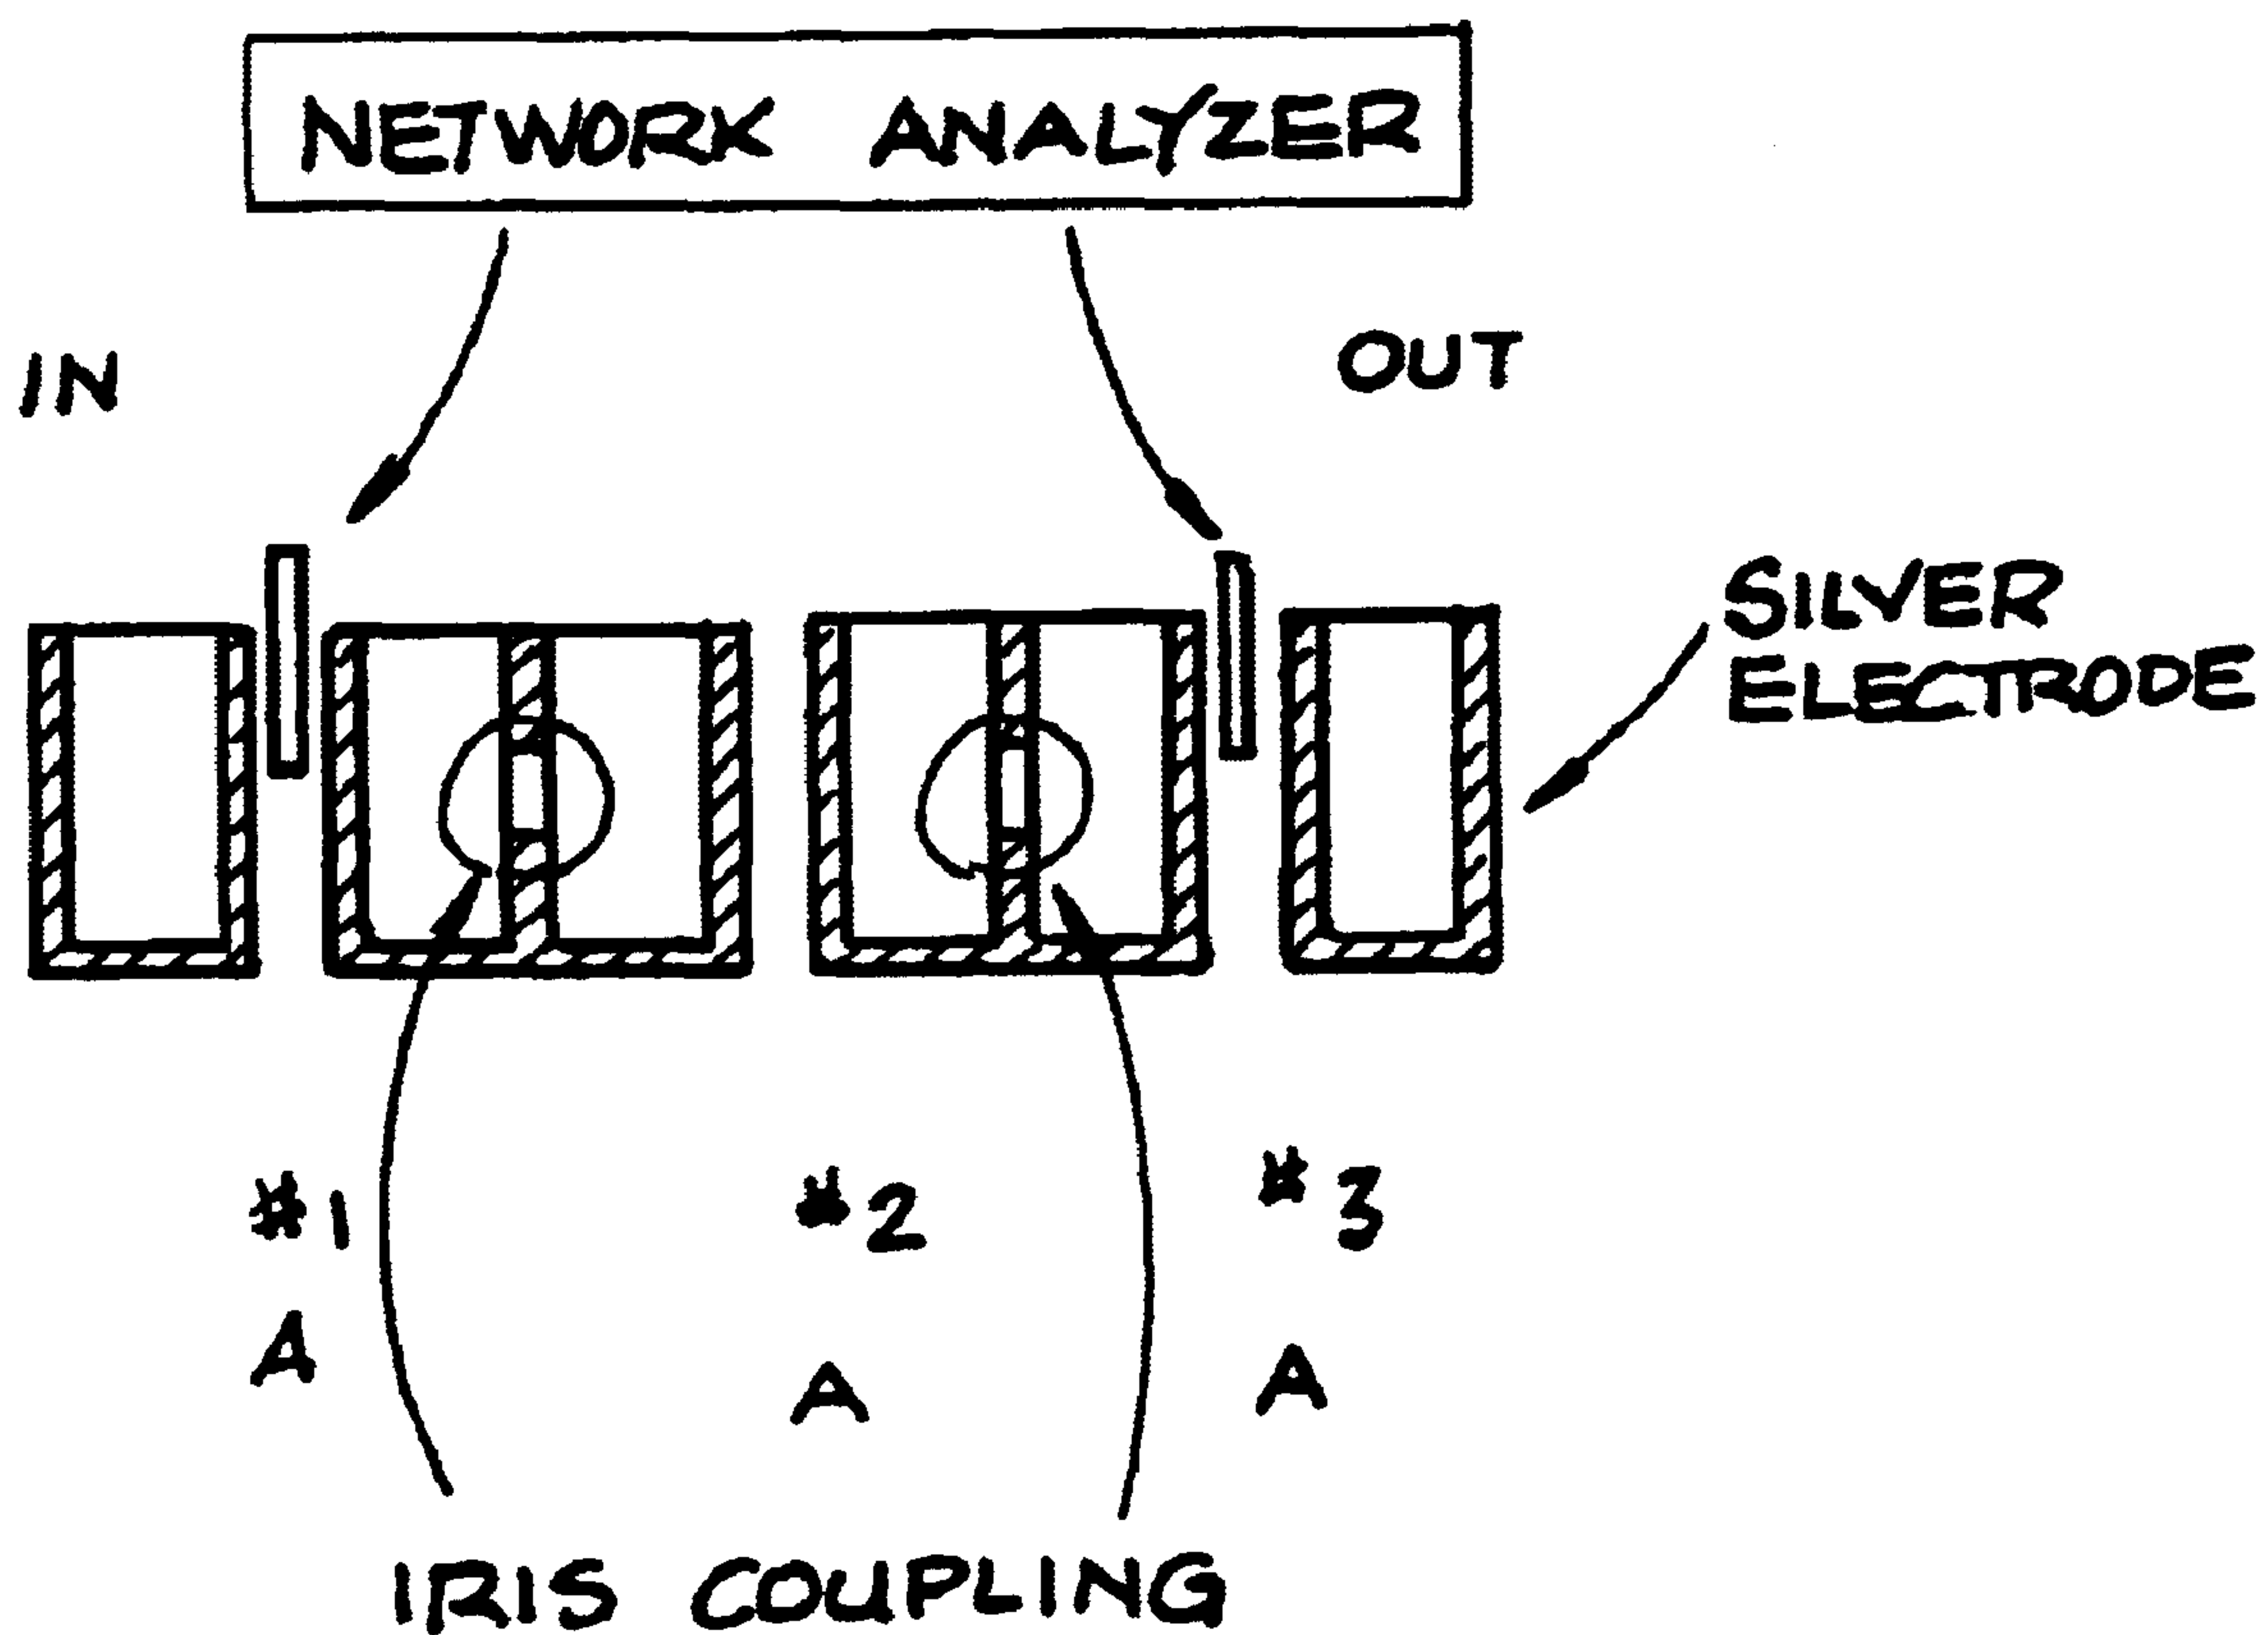 NETWORK ANALYZER
IN
OUT
SILVER
ELECTRODE
#1
#2
#3
A
A
A
IRIS COUPLING